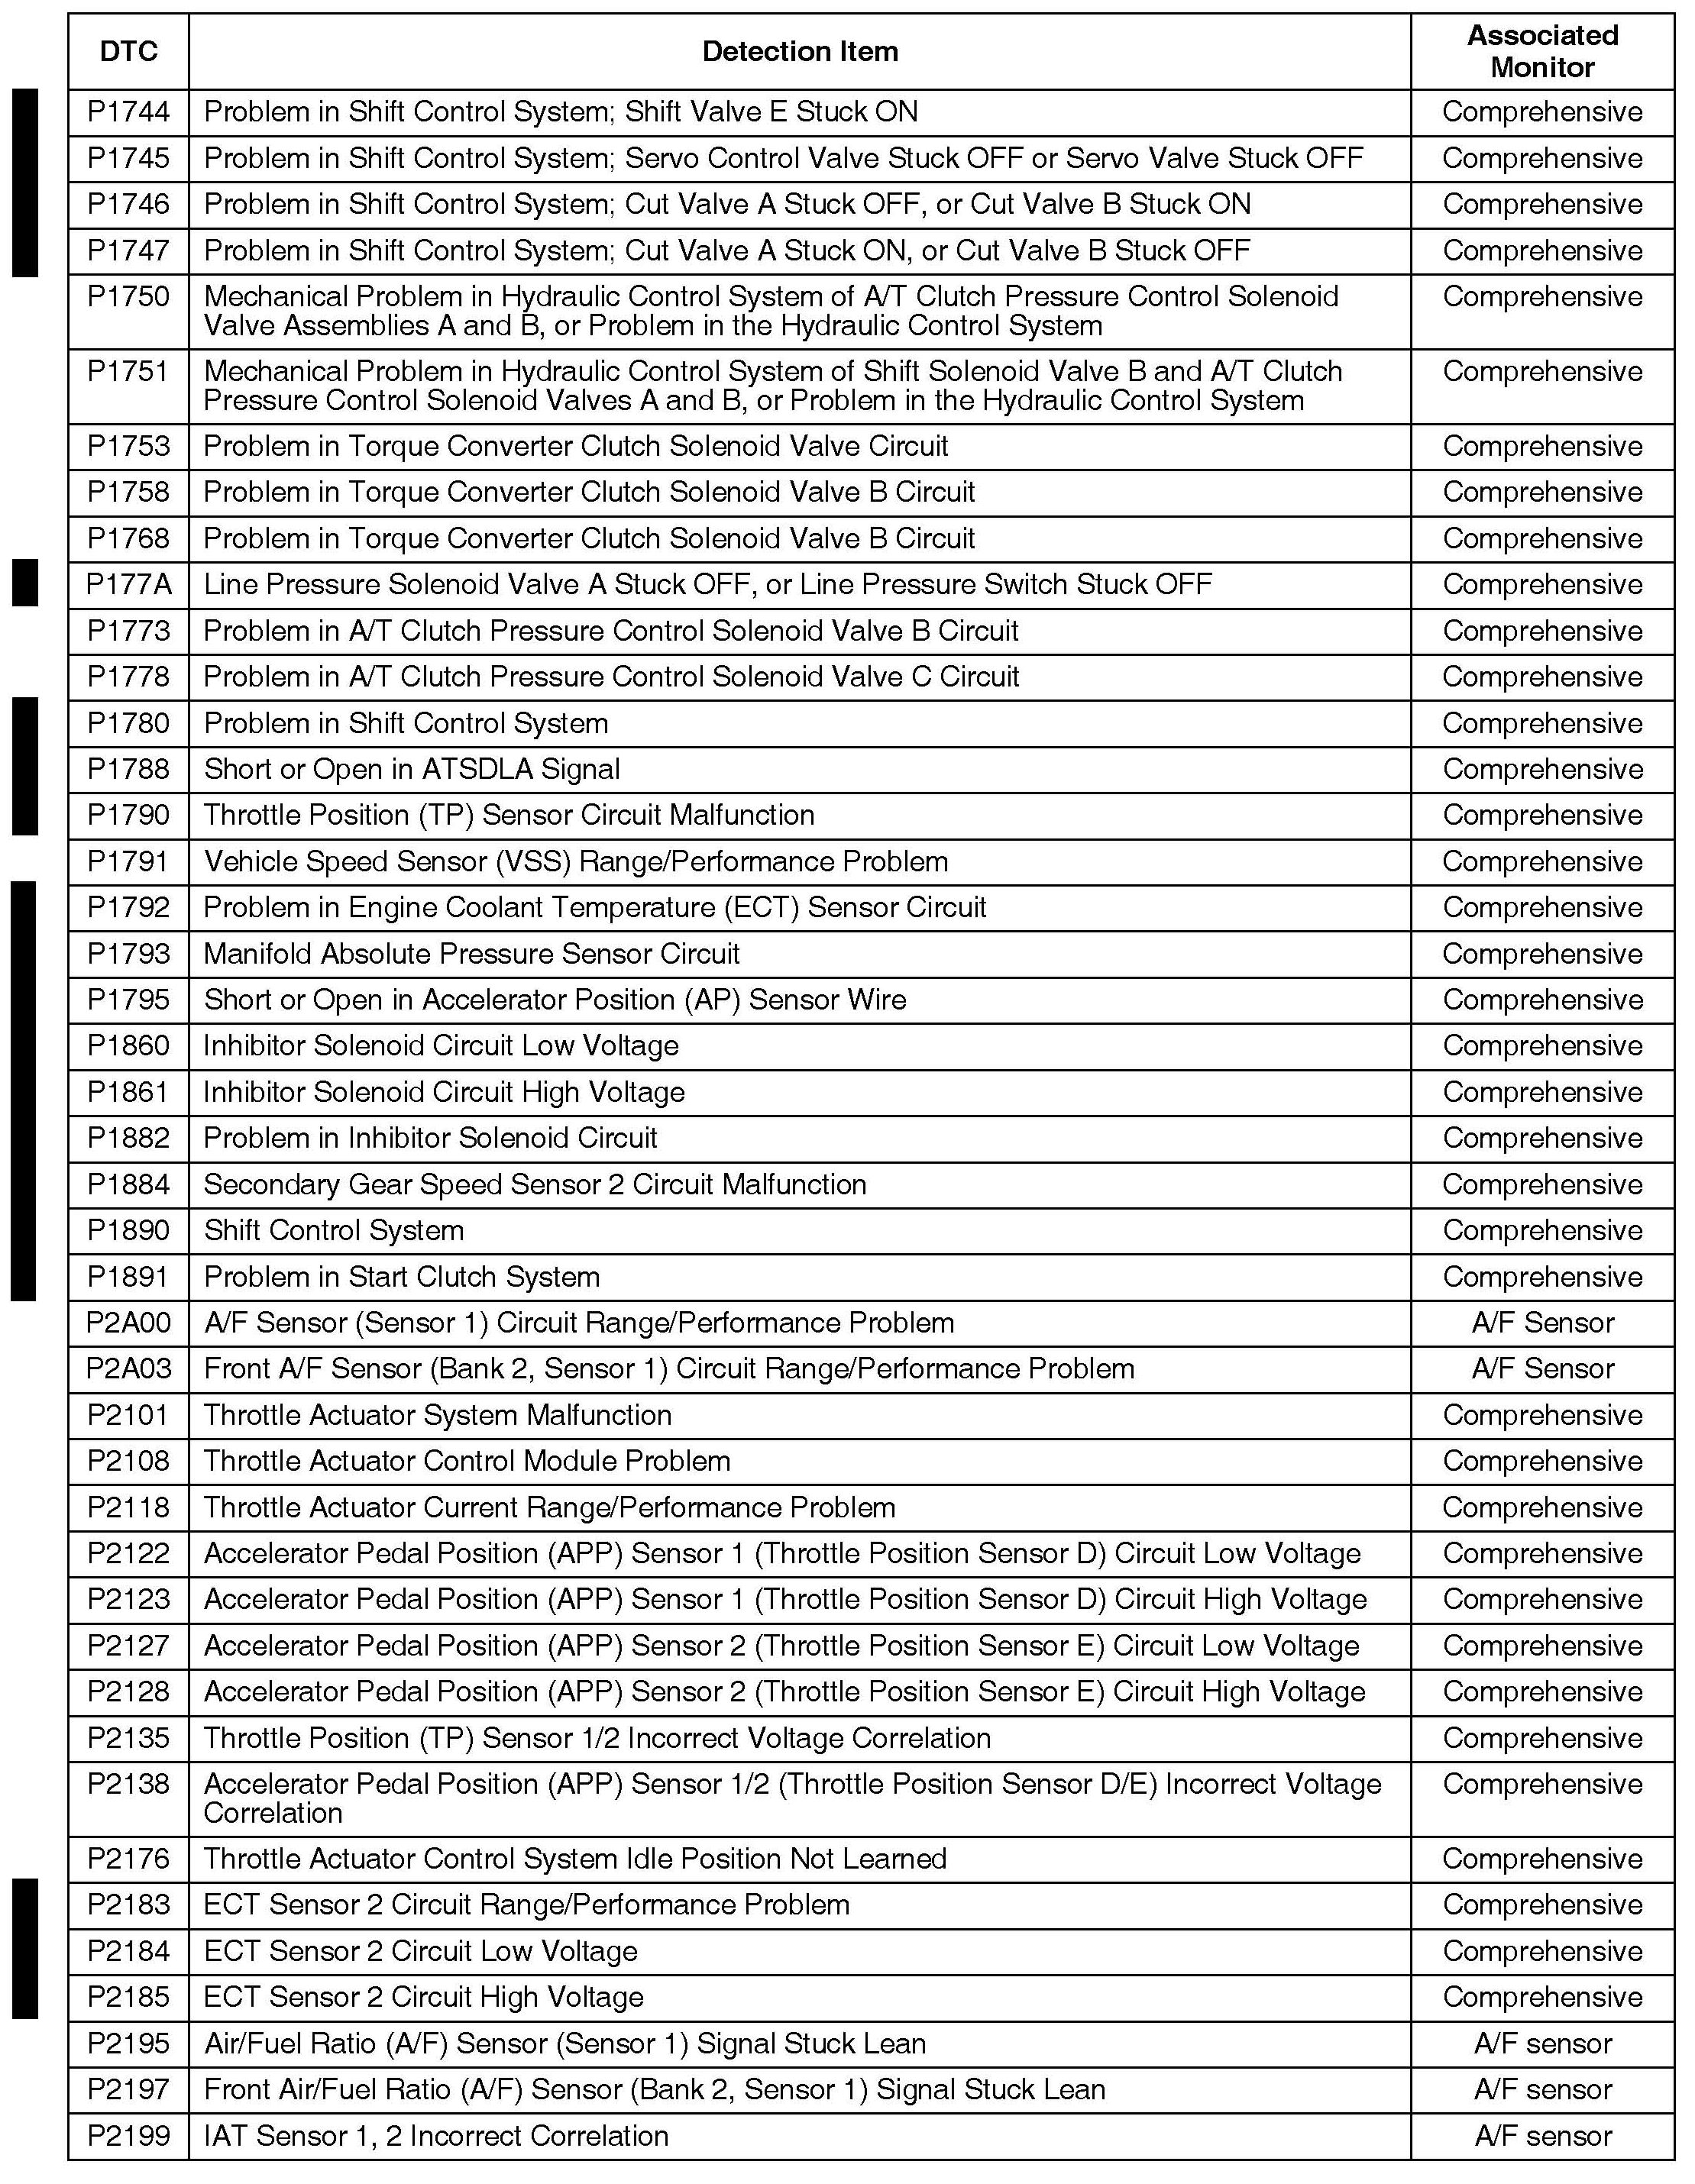 DTC Detection Item Associated
Monitor
P1744 Problem in Shift Control System; Shift Valve E Stuck ON Comprehensive
P1745 Problem in Shift Control System; Servo Control Valve Stuck OFF or Servo Valve Stuck OFF Comprehensive
P1746 Problem in Shift Control System; Cut Valve A Stuck OFF, or Cut Valve B Stuck ON Comprehensive
P1747 Problem in Shift Control System; Cut Valve A Stuck ON, or Cut Valve B Stuck OFF Comprehensive
P1750 Mechanical Problem in Hydraulic Control System of A/T Clutch Pressure Control Solenoid Comprehensive
Valve Assemblies A and B, or Problem in the Hydraulic Control System
P1751 Mechanical Problem in Hydraulic Control System of Shift Solenoid Valve B and A/T Clutch Comprehensive
Pressure Control Solenoid Valves A and B, or Problem in the Hydraulic Control System
P1753 Problem in Torque Converter Clutch Solenoid Valve Circuit Comprehensive
P1758 Problem in Torque Converter Clutch Solenoid Valve B Circuit Comprehensive
P1768 Problem in Torque Converter Clutch Solenoid Valve B Circuit Comprehensive
P177A Line Pressure Solenoid Valve A Stuck OFF, or Line Pressure Switch Stuck OFF Comprehensive
P1773 Problem in A/T Clutch Pressure Control Solenoid Valve B Circuit Comprehensive
P1778 Problem in A/T Clutch Pressure Control Solenoid Valve C Circuit Comprehensive
P1780 Problem in Shift Control System Comprehensive
P1788 Short or Open in ATSDLA Signal Comprehensive
P1790 Throttle Position (TP) Sensor Circuit Malfunction Comprehensive
P1791 Vehicle Speed Sensor (VSS) Range/Performance Problem Comprehensive
P1792 Problem in Engine Coolant Temperature (ECT) Sensor Circuit Comprehensive
P1793 Manifold Absolute Pressure Sensor Circuit Comprehensive
P1795 Short or Open in Accelerator Position (AP) Sensor Wire Comprehensive
P1860 Inhibitor Solenoid Circuit Low Voltage Comprehensive
P1861 Inhibitor Solenoid Circuit High Voltage Comprehensive
P1882 Problem in Inhibitor Solenoid Circuit Comprehensive
P1884 Secondary Gear Speed Sensor 2 Circuit Malfunction Comprehensive
P1890 Shift Control System Comprehensive
P1891 Problem in Start Clutch System Comprehensive
P2A00 A/F Sensor (Sensor 1) Circuit Range/Performance Problem A/F Sensor
P2A03 Front A/F Sensor (Bank 2, Sensor 1) Circuit Range/Performance Problem A/F Sensor
P2101 Throttle Actuator System Malfunction Comprehensive
P2108 Throttle Actuator Control Module Problem Comprehensive
P2118 Throttle Actuator Current Range/Performance Problem Comprehensive
P2122 Accelerator Pedal Position (APP) Sensor 1 (Throttle Position Sensor D) Circuit Low Voltage Comprehensive
P2123 Accelerator Pedal Position (APP) Sensor 1 (Throttle Position Sensor D) Circuit High Voltage Comprehensive
P2127 Accelerator Pedal Position (APP) Sensor 2 (Throttle Position Sensor E) Circuit Low Voltage Comprehensive
P2128 Accelerator Pedal Position (APP) Sensor 2 (Throttle Position Sensor E) Circuit High Voltage Comprehensive
P2135 Throttle Position (TP) Sensor 1/2 Incorrect Voltage Correlation Comprehensive
P2138 Accelerator Pedal Position (APP) Sensor 1/2 (Throttle Position Sensor D/E) Incorrect Voltage Comprehensive
Correlation
P2176 Throttle Actuator Control System Idle Position Not Learned Comprehensive
P2183 ECT Sensor 2 Circuit Range/Performance Problem Comprehensive
P2184 ECT Sensor 2 Circuit Low Voltage Comprehensive
P2185 ECT Sensor 2 Circuit High Voltage Comprehensive
P2195 Air/Fuel Ratio (A/F) Sensor (Sensor 1) Signal Stuck Lean A/F sensor
P2197 Front Air/Fuel Ratio (A/F) Sensor (Bank 2, Sensor 1) Signal Stuck Lean A/F sensor
P2199 IAT Sensor 1, 2 Incorrect Correlation A/F sensor